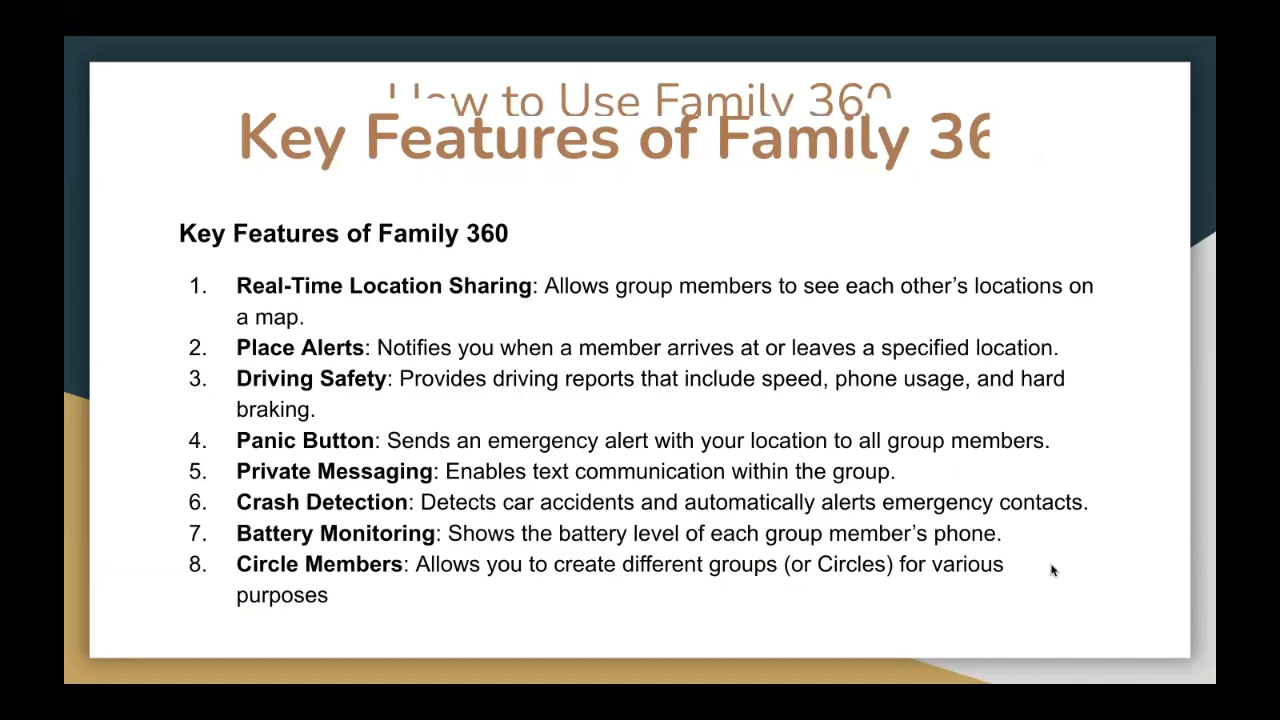 How to Use Family 360
Key Features of Family 36
Key Features of Family 360
1. Real-Time Location Sharing: Allows group members to see each other’s locations on
a map.
2. Place Alerts: Notifies you when a member arrives at or leaves a specified location.
3. Driving Safety: Provides driving reports that include speed, phone usage, and hard
braking.
4. Panic Button: Sends an emergency alert with your location to all group members.
5. Private Messaging: Enables text communication within the group.
6. Crash Detection: Detects car accidents and automatically alerts emergency contacts.
7. Battery Monitoring: Shows the battery level of each group member’s phone.
8. Circle Members: Allows you to create different groups (or Circles) for various
purposes